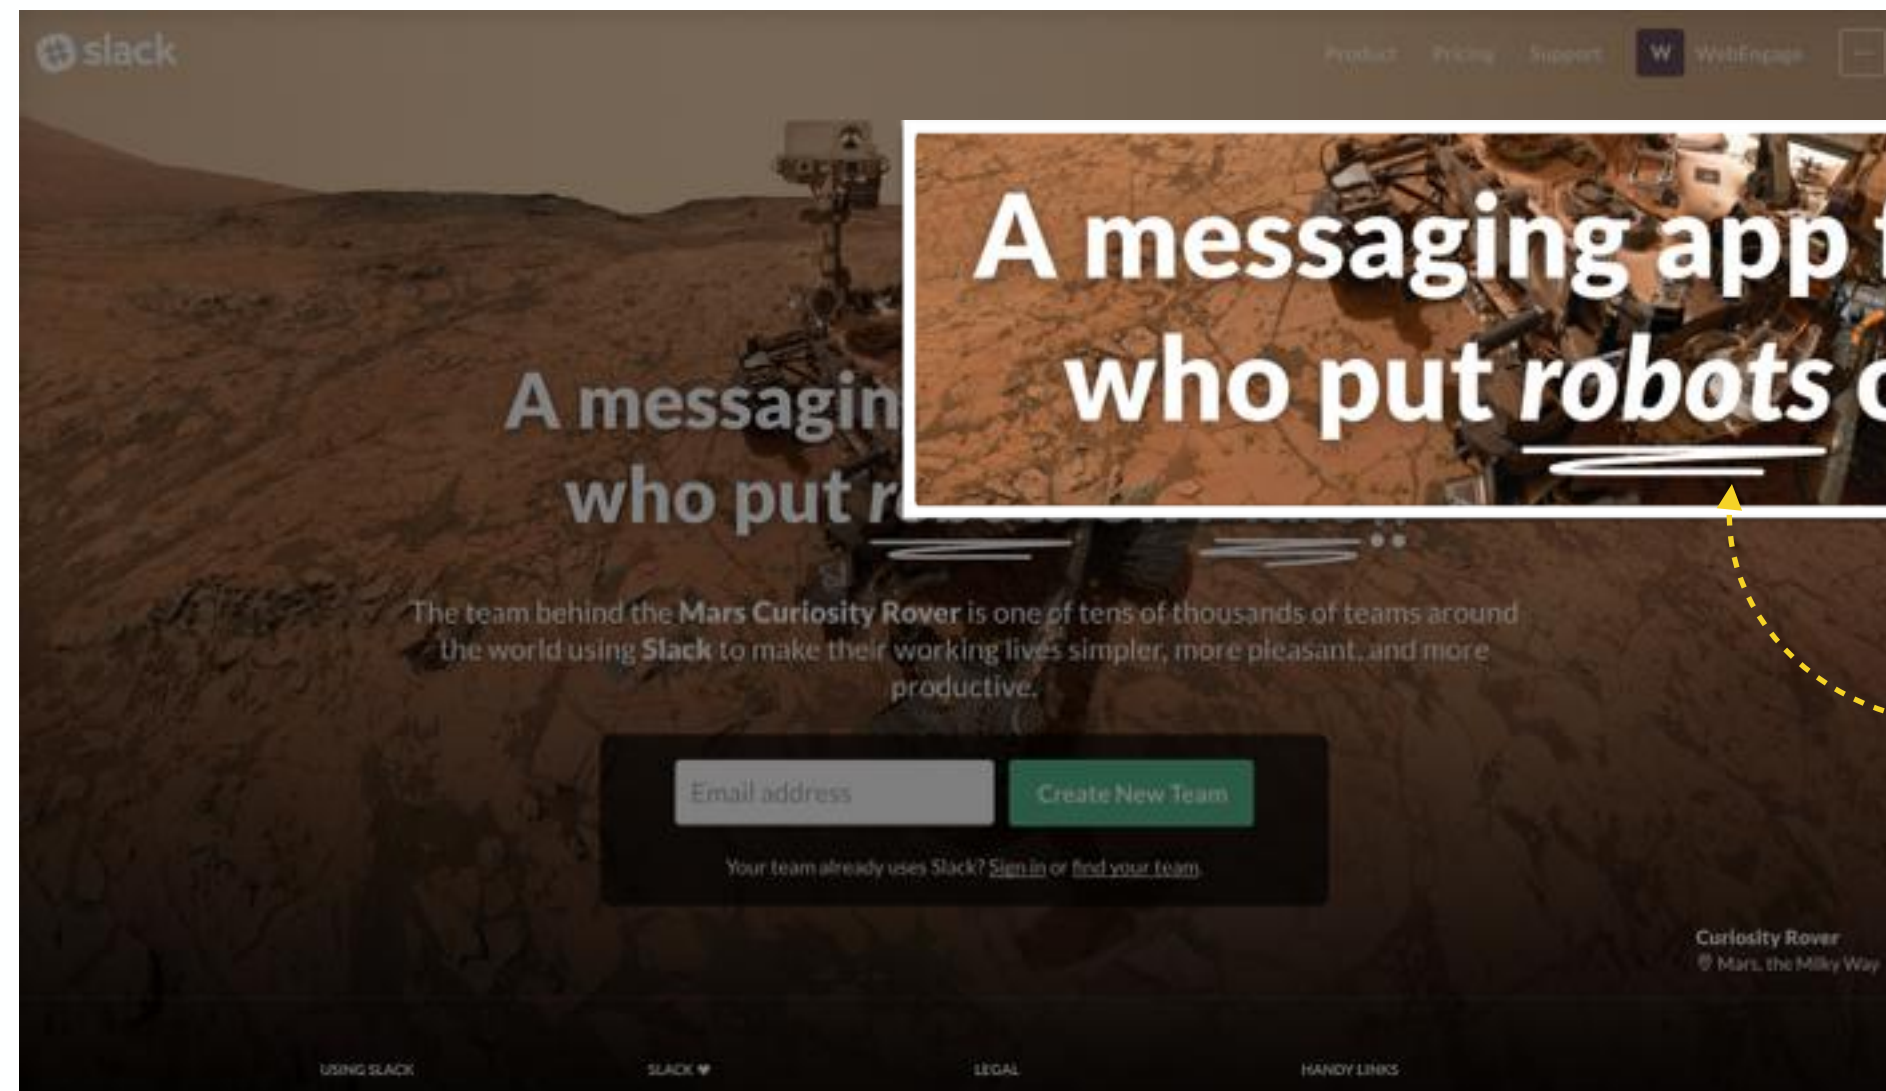 slack
Product Pricing Support W WebEngage
A messaging app
who put robots
A messagin
who put
The team behind the Mars Curiosity Rover is one of tens of thousands of teams around
the world using Slack to make their working lives simpler, more pleasant, and more
productive.
Email address Create New Team
Your team already uses Slack? Sign in or find your team.
Curiosity Rover
Mars, the Milky Way
USING SLACK SLACK ♥ LEGAL HANDY LINKS